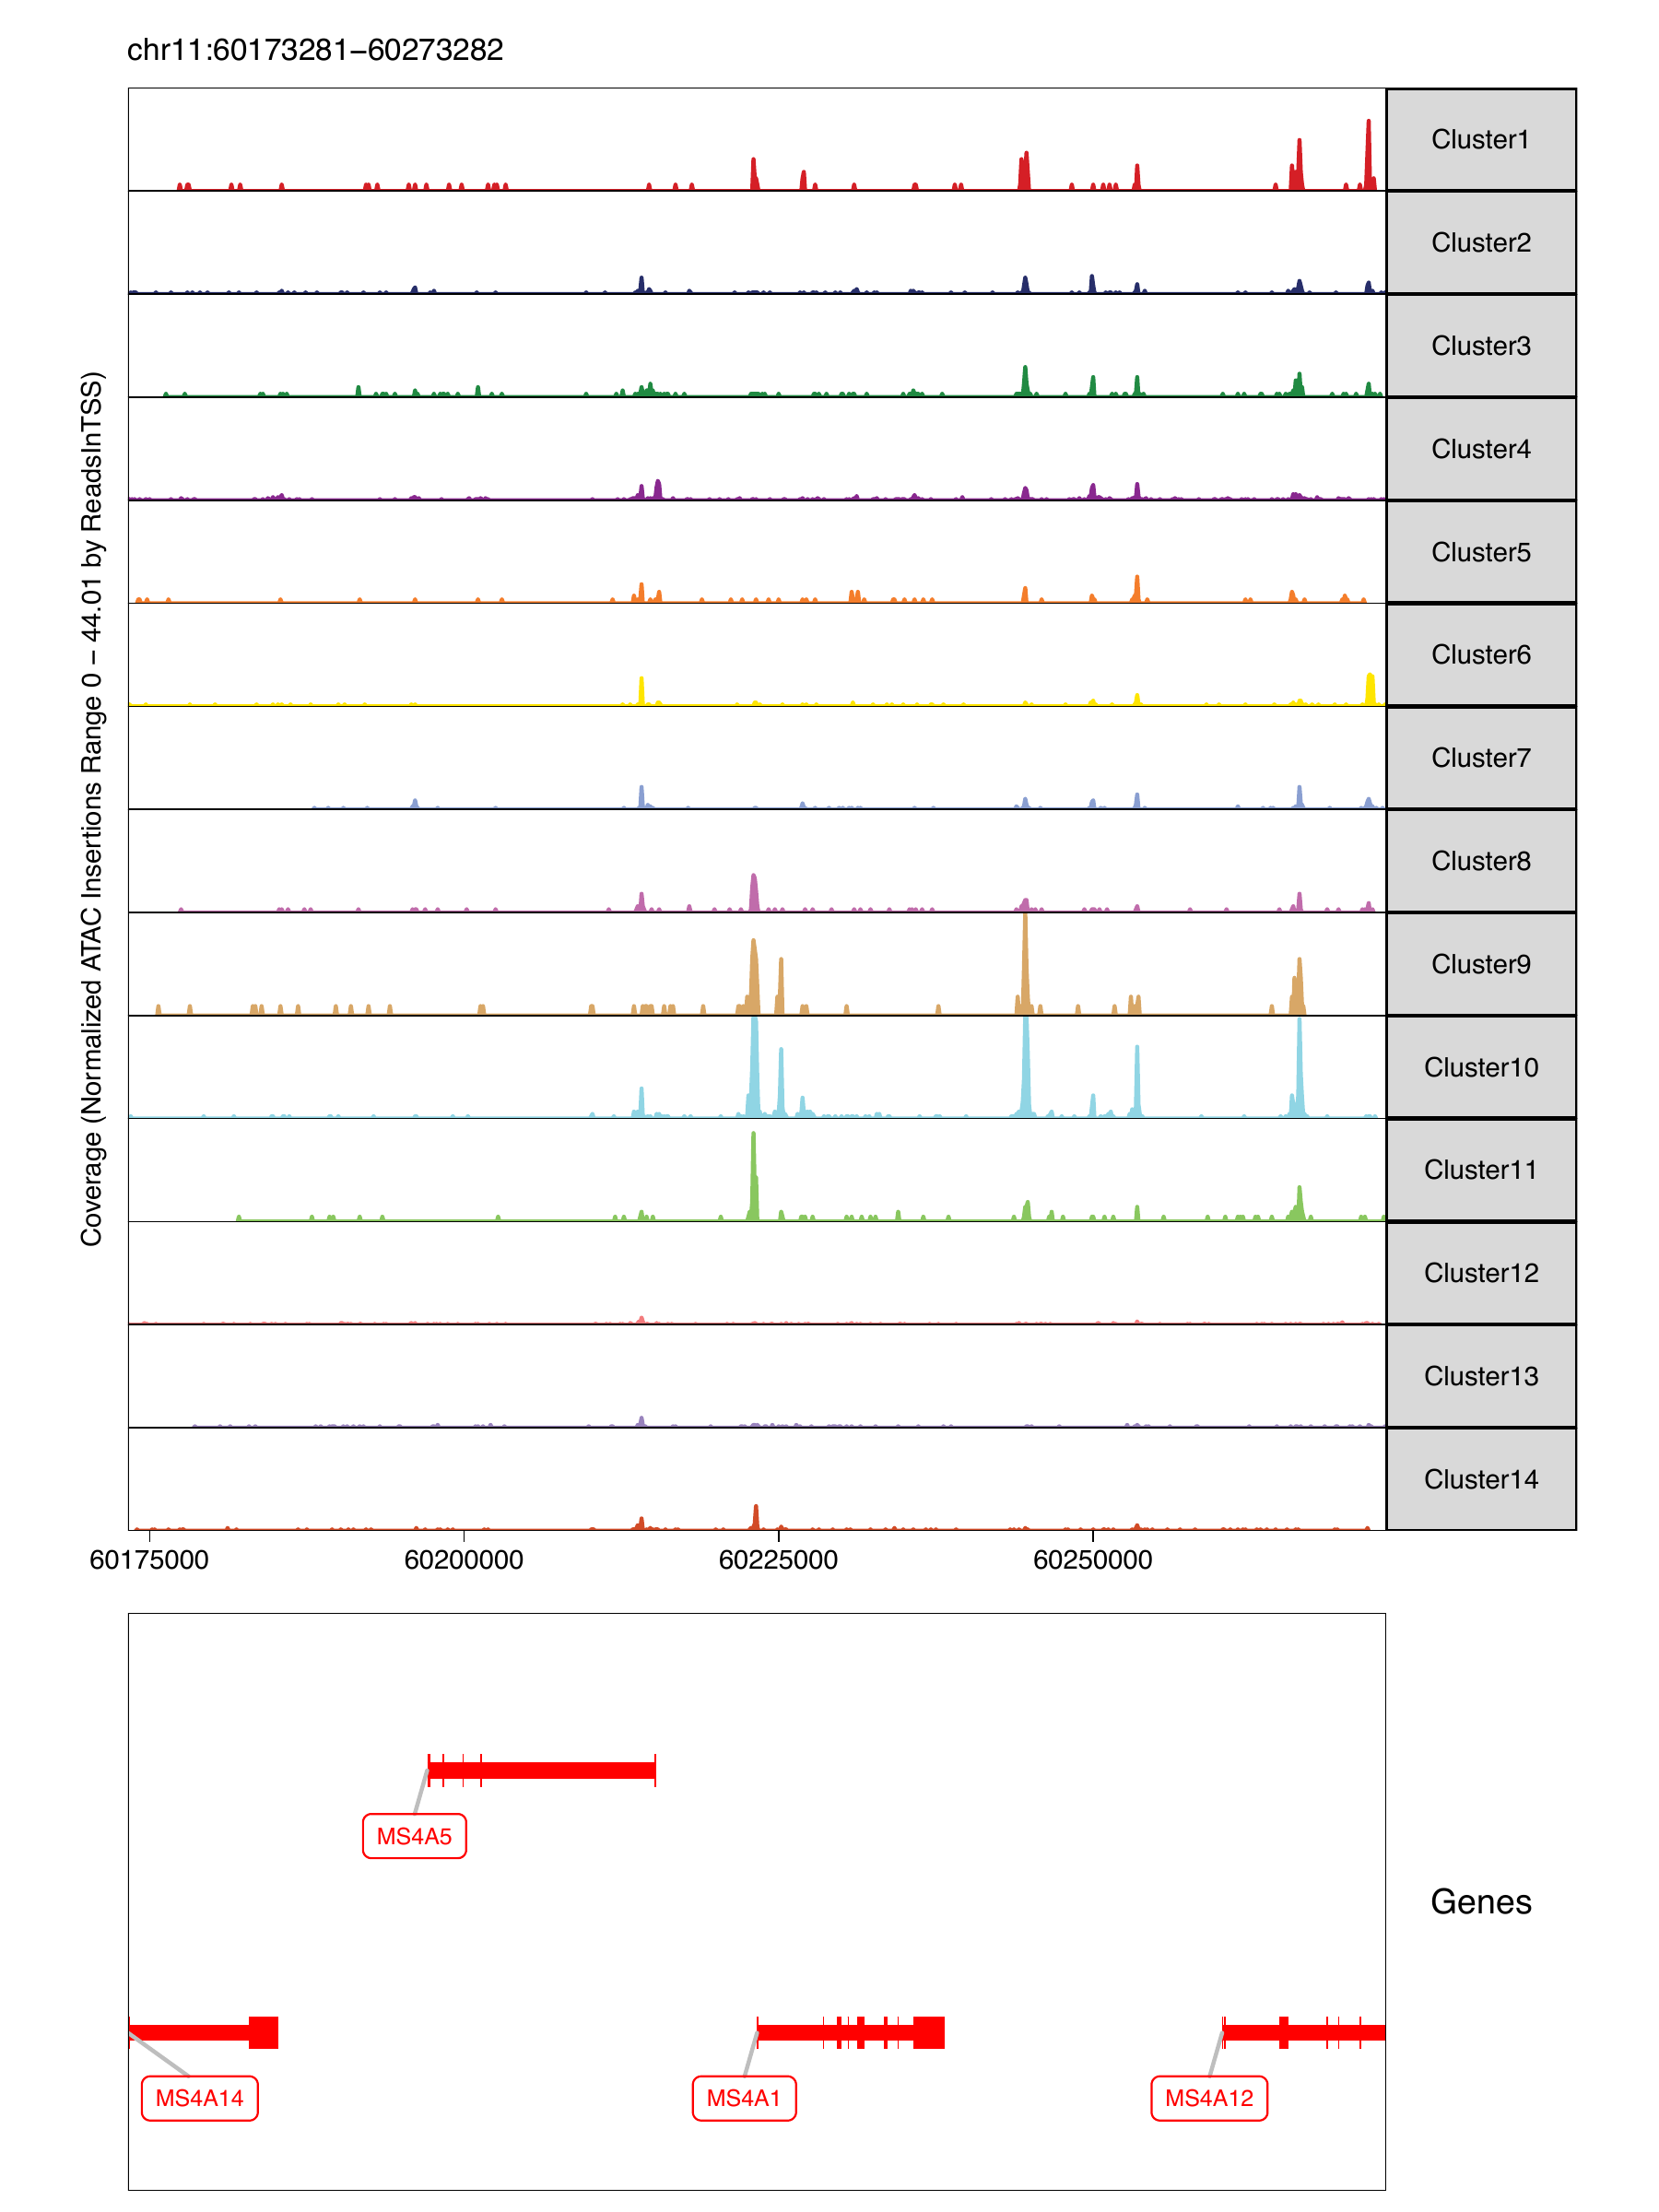 chr11:60173281−60273282
Coverage (Normalized ATAC Insertions Range 0 − 44.01 by ReadsInTSS)
Cluster1
Cluster2
Cluster3
Cluster4
Cluster5
Cluster6
Cluster7
Cluster8
Cluster9
Cluster10
Cluster11
Cluster12
Cluster13
Cluster14
60175000
60200000
60225000
60250000
MS4A5
Genes
MS4A14
MS4A1
MS4A12